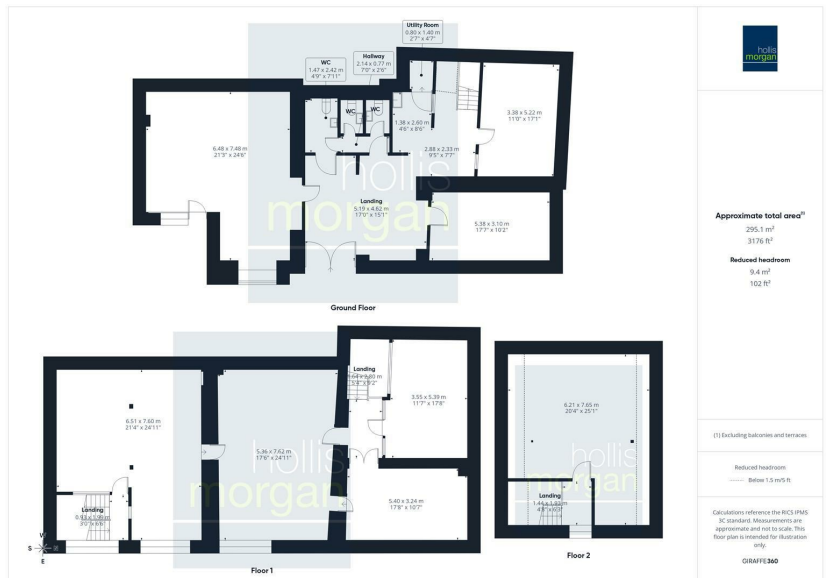 Utility Room
0.80 x 1.40 m
2'7" x 4'7"
WC
1.47 x 2.42 m
4'9" x 7'11"
Hallway
2.14 x 0.77 m
7'0" x 2'6"
WC
WC
1.38 x 2.60 m
4'6" x 8'6"
3.38 x 5.22 m
11'0" x 17'1"
6.48 x 7.48 m
21'3" x 24'6"
2.88 x 2.33 m
9'5" x 7'7"
Landing
5.19 x 4.62 m
17'0" x 15'1"
5.38 x 3.10 m
17'7" x 10'2"
hollis
morgan
Ground Floor
Landing
11'7" x 17'8"
3.55 x 5.39 m
6.51 x 7.60 m
21'4" x 24'11"
5.36 x 7.62 m
17'6" x 24'11"
5.40 x 3.24 m
17'8" x 10'7"
Landing
hollis
morgan
W
S
N
E
Floor 1
6.21 x 7.65 m
20'4" x 25'1"
Landing
hollis
morgan
Floor 2
hollis
morgan
Approximate total area(1)
295.1 m²
3176 ft²
Reduced headroom
9.4 m²
102 ft²
(1) Excluding balconies and terraces
Reduced headroom
Below 1.5 m/5 ft
Calculations reference the RICS IPMS
3C standard. Measurements are
approximate and not to scale. This
floor plan is intended for illustration
only.
GIRAFFE360